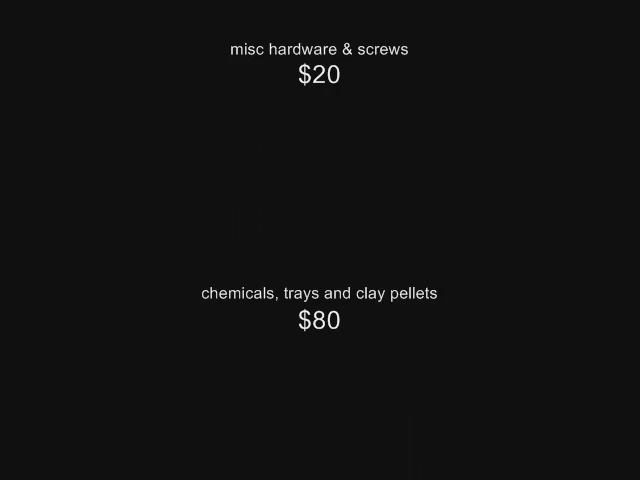 misc hardware & screws
$20
chemicals, trays and clay pellets
$80